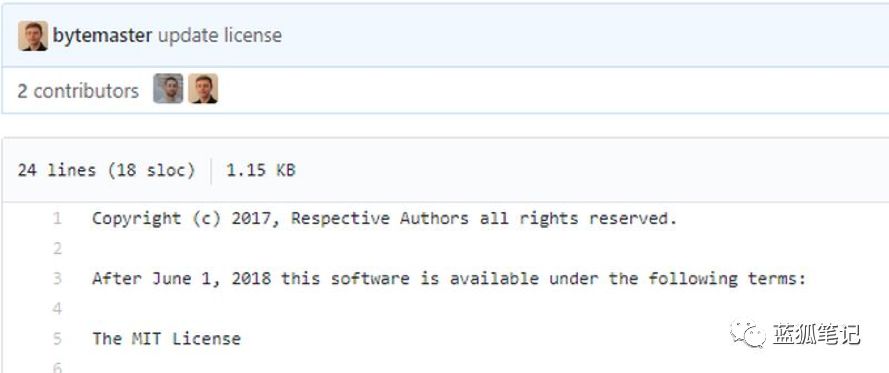 bytemaster update license
2 contributors
24 lines (18 sloc) 1.15 KB
1 Copyright (c) 2017, Respective Authors all rights reserved.
2
3 After June 1, 2018 this software is available under the following terms:
4
5 The MIT License
6
蓝狐笔记